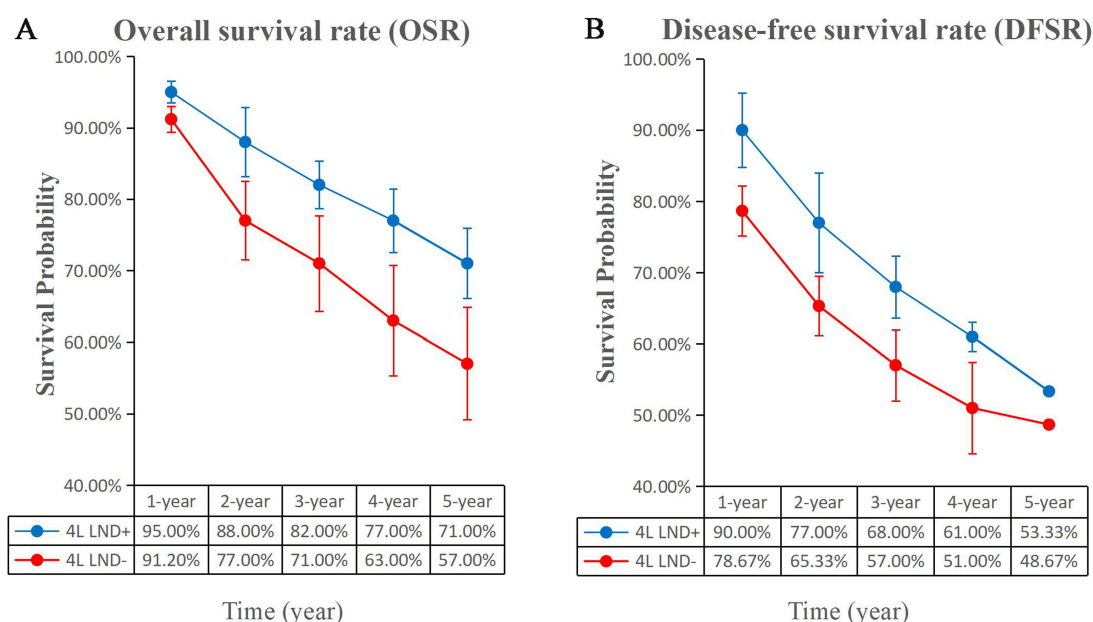 A Overall survival rate (OSR)
100.00%
90.00%
80.00%
70.00%
60.00%
50.00%
40.00%
Survival Probability
1-year 2-year 3-year 4-year 5-year
4L LND+ 95.00% 88.00% 82.00% 77.00% 71.00%
4L LND- 91.20% 77.00% 71.00% 63.00% 57.00%
Time (year)
B Disease-free survival rate (DFSR)
100.00%
90.00%
80.00%
70.00%
60.00%
50.00%
40.00%
Survival Probability
1-year 2-year 3-year 4-year 5-year
4L LND+ 90.00% 77.00% 68.00% 61.00% 53.33%
4L LND- 78.67% 65.33% 57.00% 51.00% 48.67%
Time (year)